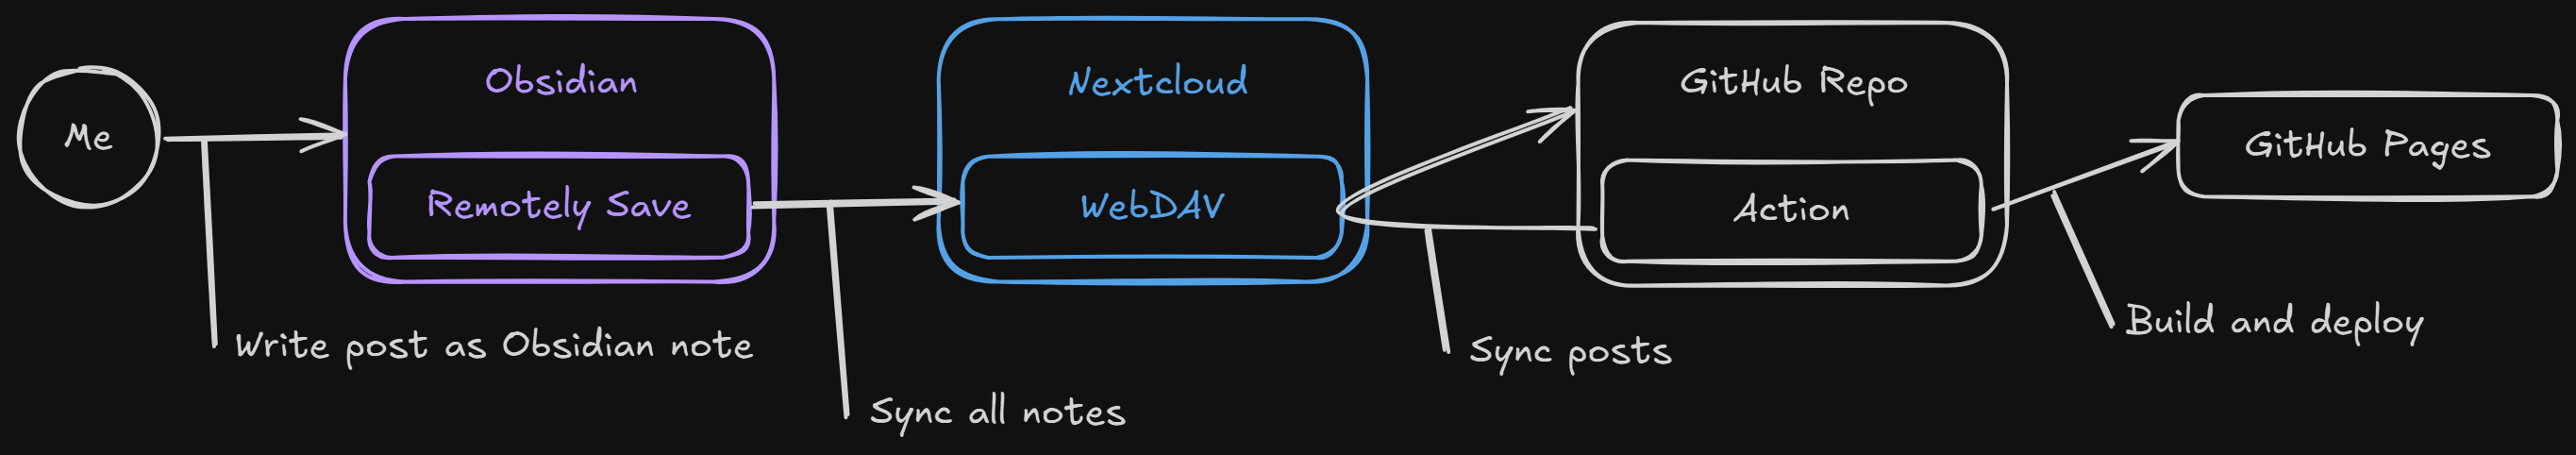 Me
Obsidian
Remotely Save
Write post as Obsidian note
Nextcloud
WebDAV
Sync all notes
GitHub Repo
Action
Sync posts
GitHub Pages
Build and deploy